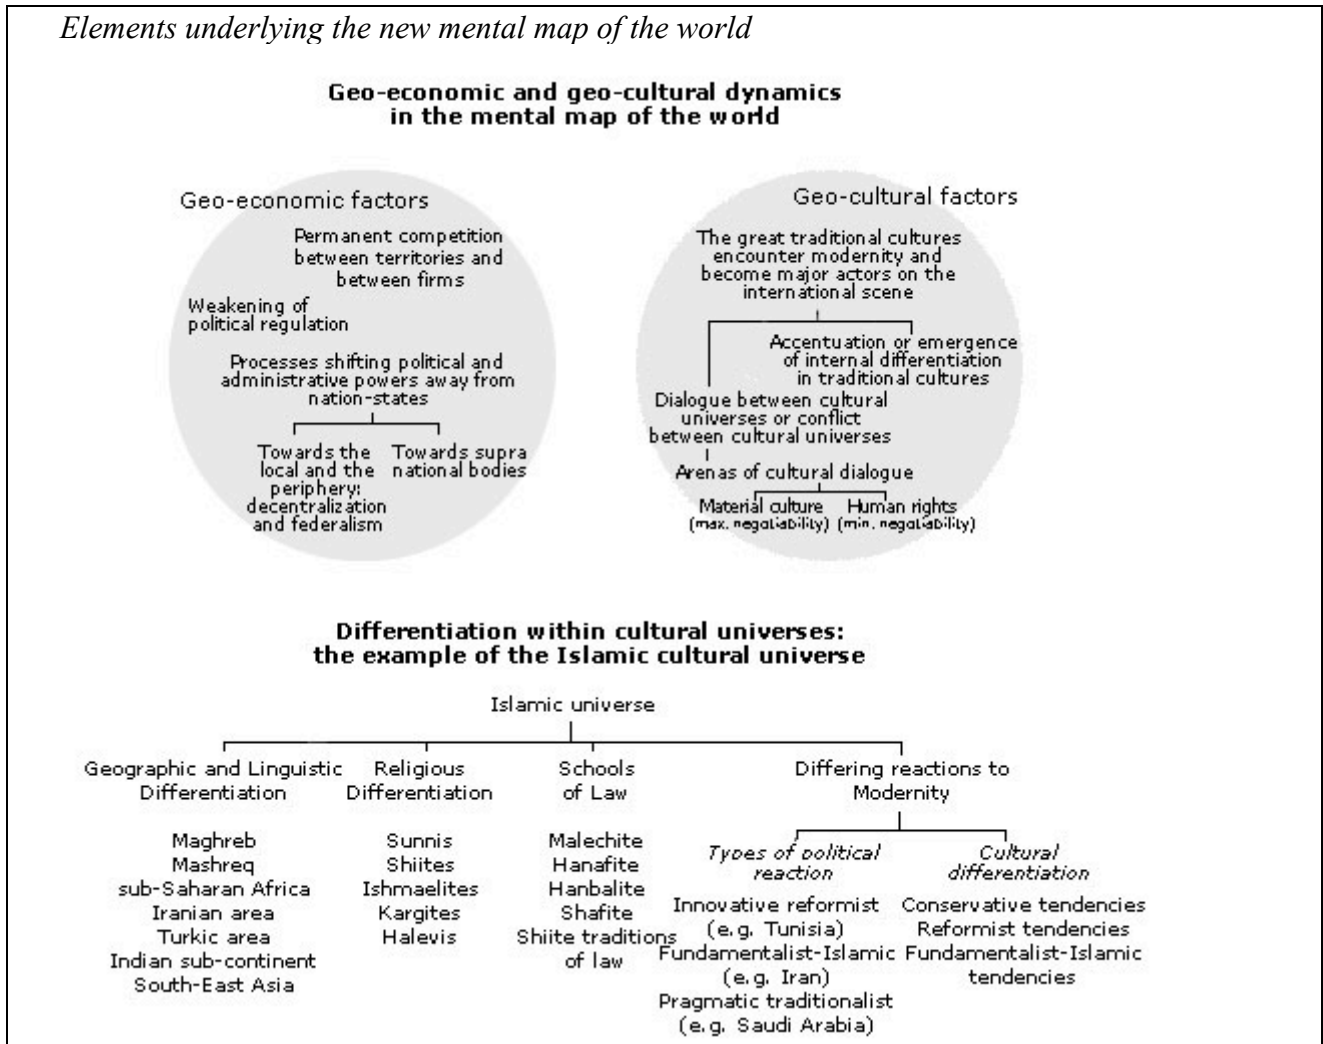 Elements underlying the new mental map of the world
Geo-economic and geo-cultural dynamics
in the mental map of the world
Geo-economic factors
Permanent competition
between territories and
between firms
Weakening of
political regulation
Processes shifting political and
administrative powers away from
nation-states
Towards the
local and the
periphery:
decentralization
and federalism
Towards supra
national bodies
Geo-cultural factors
The great traditional cultures
encounter modernity and
become major actors on the
international scene
Accentuation or emergence
of internal differentiation
in traditional cultures
Dialogue between cultural
universes or conflict
between cultural universes
Arenas of cultural dialogue
Material culture
(max. negotiability)
Human rights
(min. negotiability)
Differentiation within cultural universes:
the example of the Islamic cultural universe
Islamic universe
Geographic and Linguistic
Differentiation
Maghreb
Mashreq
sub-Saharan Africa
Iranian area
Turkic area
Indian sub-continent
South-East Asia
Religious
Differentiation
Sunnis
Shiites
Ishmaelites
Kargites
Halevis
Schools
of Law
Malechite
Hanafite
Hanbalite
Shafite
Shiite traditions
of law
Differing reactions to
Modernity
Types of political
reaction
Innovative reformist
(e.g. Tunisia)
Fundamentalist-Islamic
(e.g. Iran)
Pragmatic traditionalist
(e.g. Saudi Arabia)
Cultural
differentiation
Conservative tendencies
Reformist tendencies
Fundamentalist-Islamic
tendencies